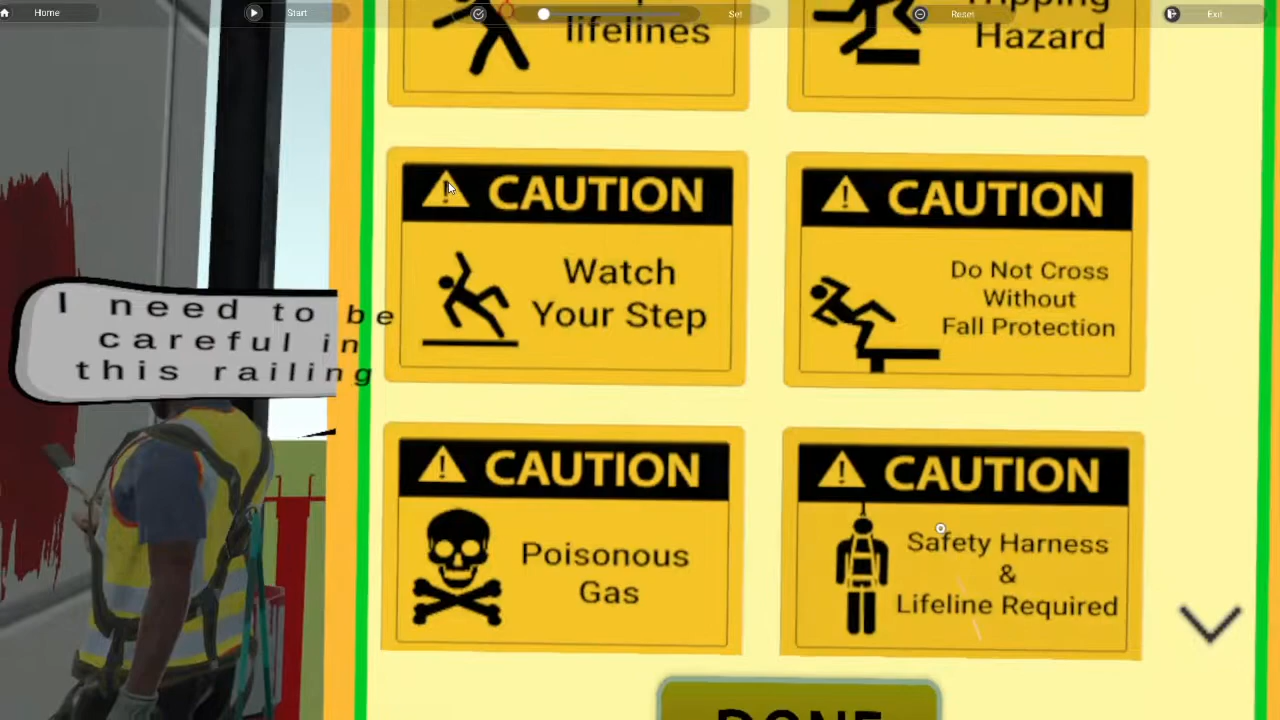 Home
Start
Set
Reset
Exit
lifelines
Tripping
Hazard
CAUTION
Watch
Your Step
CAUTION
Do Not Cross
Without
Fall Protection
I need to be
careful in
this railing
CAUTION
Poisonous
Gas
CAUTION
Safety Harness
&
Lifeline Required
DONE